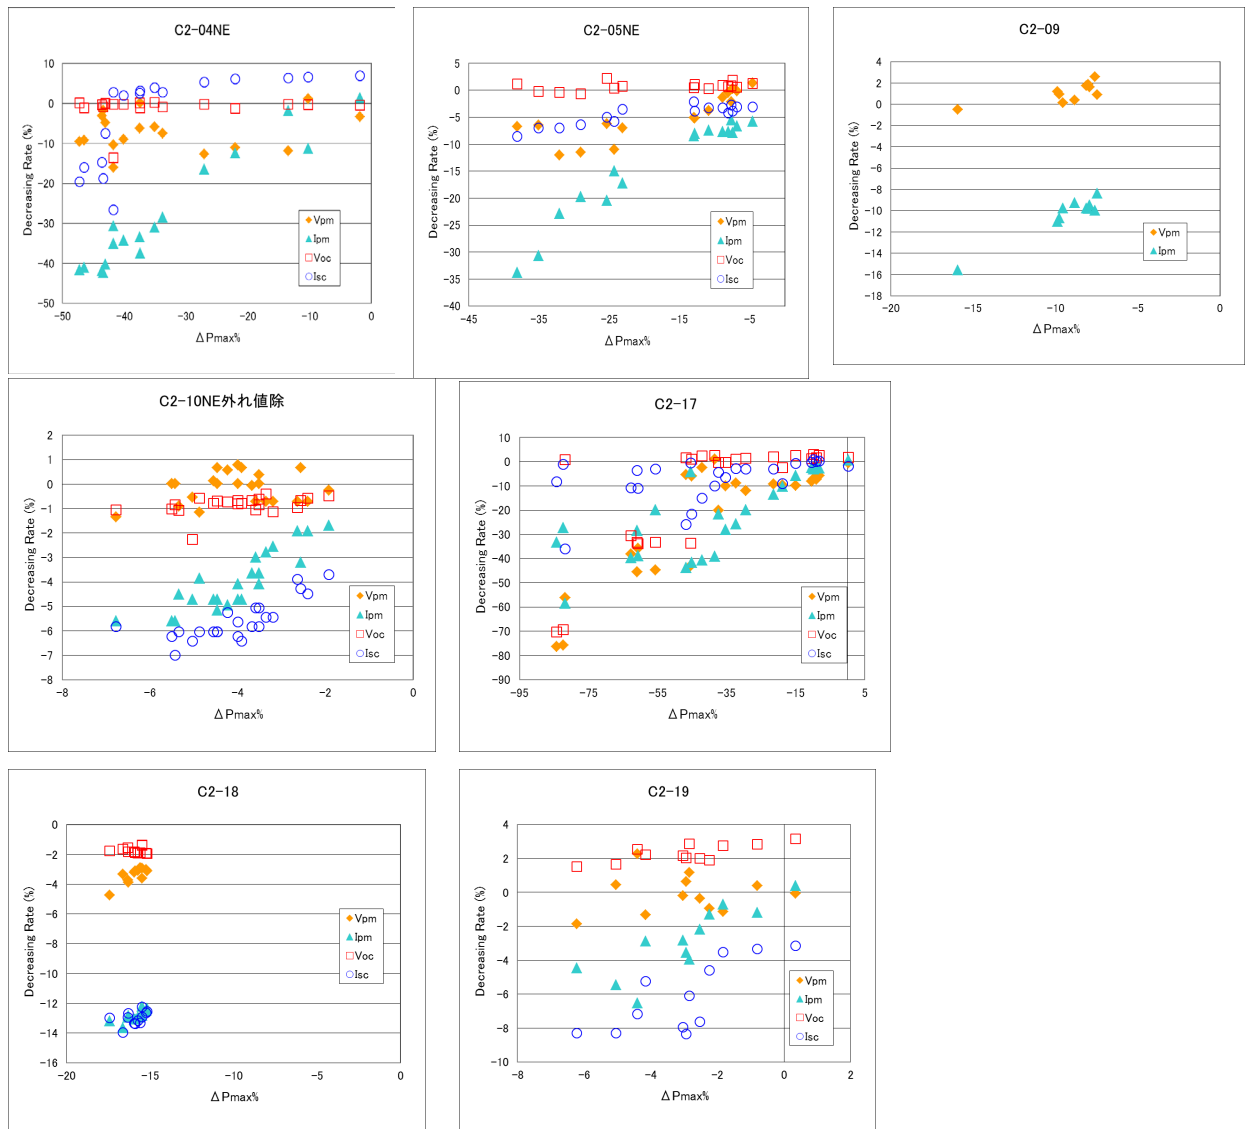 C2-04NE
10
0
-10
-20
-30
-40
-50
Decreasing Rate (%)
-50
-40
-30
-20
-10
0
Δ Pmax%
Vpm
Ipm
Voc
Isc
C2-05NE
10
5
0
-5
-10
-15
-20
-25
-30
-35
-40
Decreasing Rate (%)
-45
-35
-25
-15
-5
Δ Pmax%
Vpm
Ipm
Voc
Isc
C2-09
4
2
0
-2
-4
-6
-8
-10
-12
-14
-16
-18
Decreasing Rate (%)
-20
-15
-10
-5
0
Δ Pmax%
Vpm
Ipm
C2-10NE外れ値除
2
1
0
-1
-2
-3
-4
-5
-6
-7
-8
Decreasing Rate (%)
-8
-6
-4
-2
0
Δ Pmax%
Vpm
Ipm
Voc
Isc
C2-17
10
0
-10
-20
-30
-40
-50
-60
-70
-80
-90
Decreasing Rate (%)
-95
-75
-55
-35
-15
5
Δ Pmax%
Vpm
Ipm
Voc
Isc
C2-18
0
-2
-4
-6
-8
-10
-12
-14
-16
Decreasing Rate (%)
-20
-15
-10
-5
0
Δ Pmax%
Vpm
Ipm
Voc
Isc
C2-19
4
2
0
-2
-4
-6
-8
-10
Decreasing Rate (%)
-8
-6
-4
-2
0
2
Δ Pmax%
Vpm
Ipm
Voc
Isc